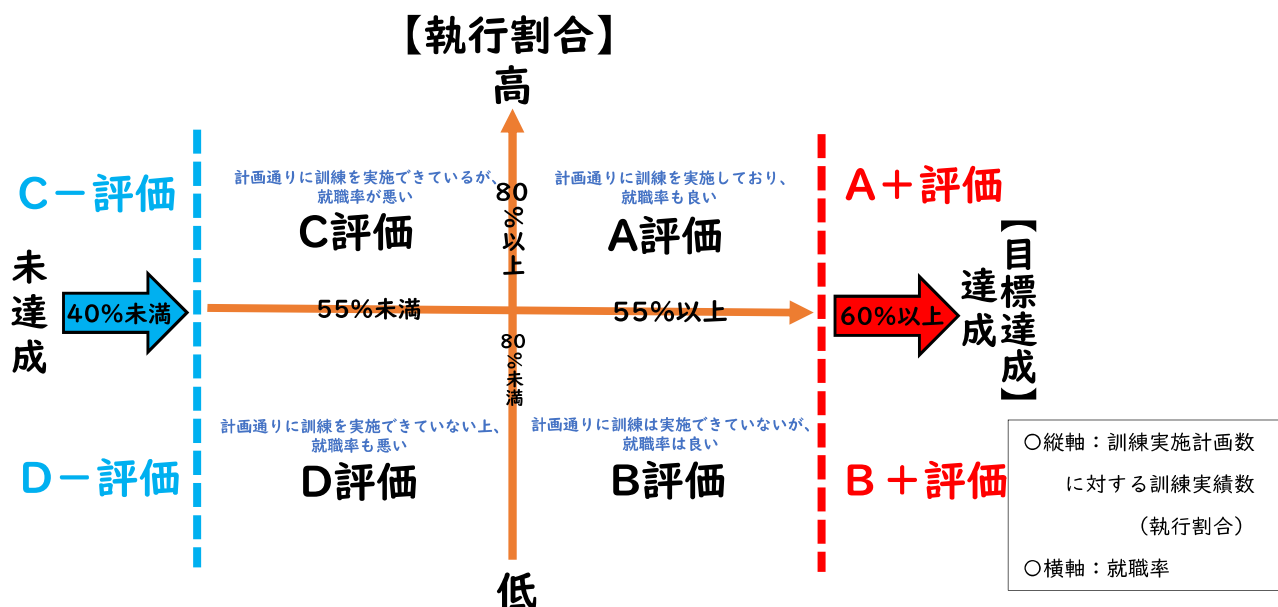 【執行割合】
高
C－評価
計画通りに訓練を実施できているが、
就職率が悪い
C評価
80%以上
計画通りに訓練を実施しており、
就職率も良い
A評価
A＋評価
未達成
40%未満
55%未満
55%以上
60%以上
達成
【目標達成】
80%未満
計画通りに訓練を実施できていない上、
就職率も悪い
D評価
D－評価
計画通りに訓練は実施できていないが、
就職率は良い
B評価
B＋評価
低
〇縦軸：訓練実施計画数
に対する訓練実績数
（執行割合）
〇横軸：就職率